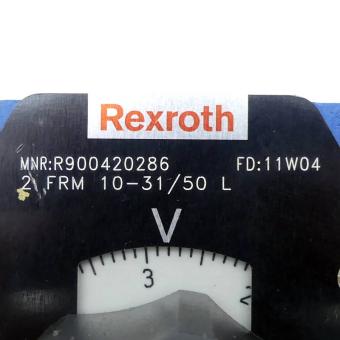 Rexroth
MNR:R900420286 FD:11W04
2 FRM 10-31/50 L
V
3